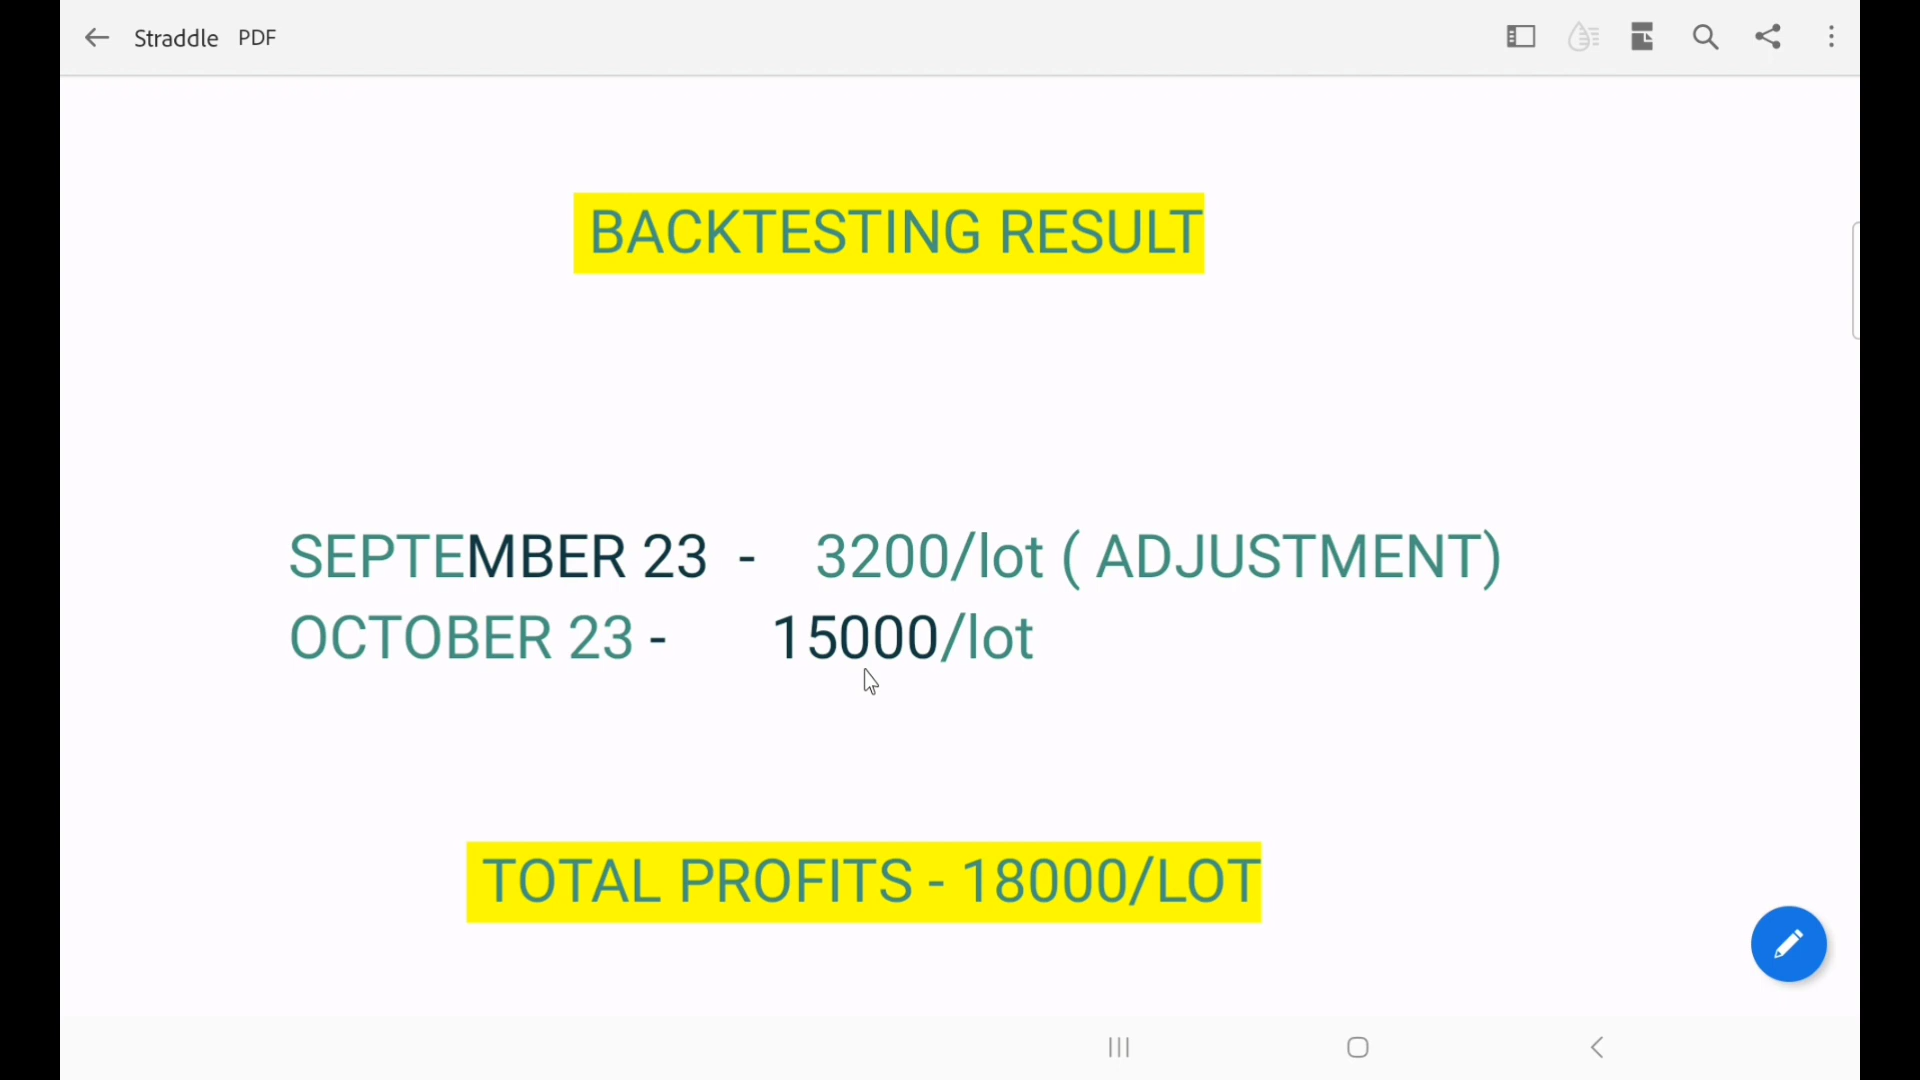 Straddle PDF
BACKTESTING RESULT
SEPTEMBER 23 - 3200/lot ( ADJUSTMENT)
OCTOBER 23 - 15000/lot
TOTAL PROFITS - 18000/LOT